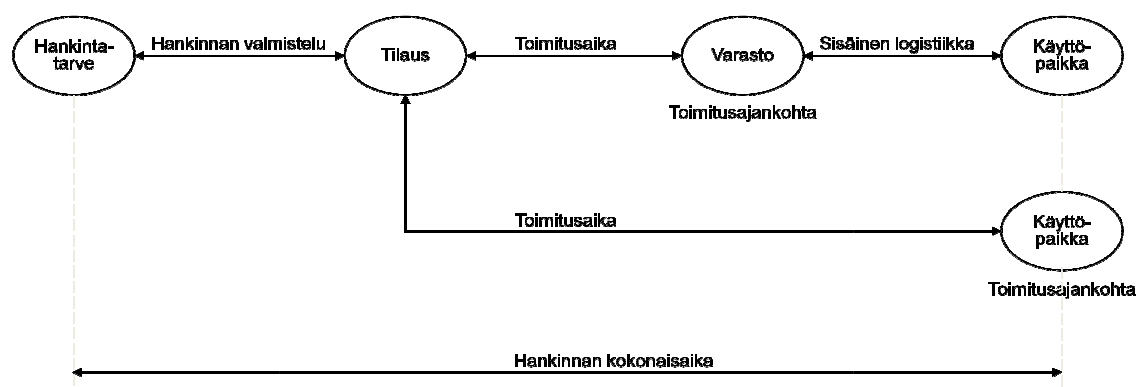 Hankinta-
tarve
Hankinnan valmistelu
Tilaus
Toimitusaika
Varasto
Sisäinen logistiikka
Käyttö-
paikka
Toimitusajankohta
Toimitusaika
Käyttö-
paikka
Toimitusajankohta
Hankinnan kokonaisaika